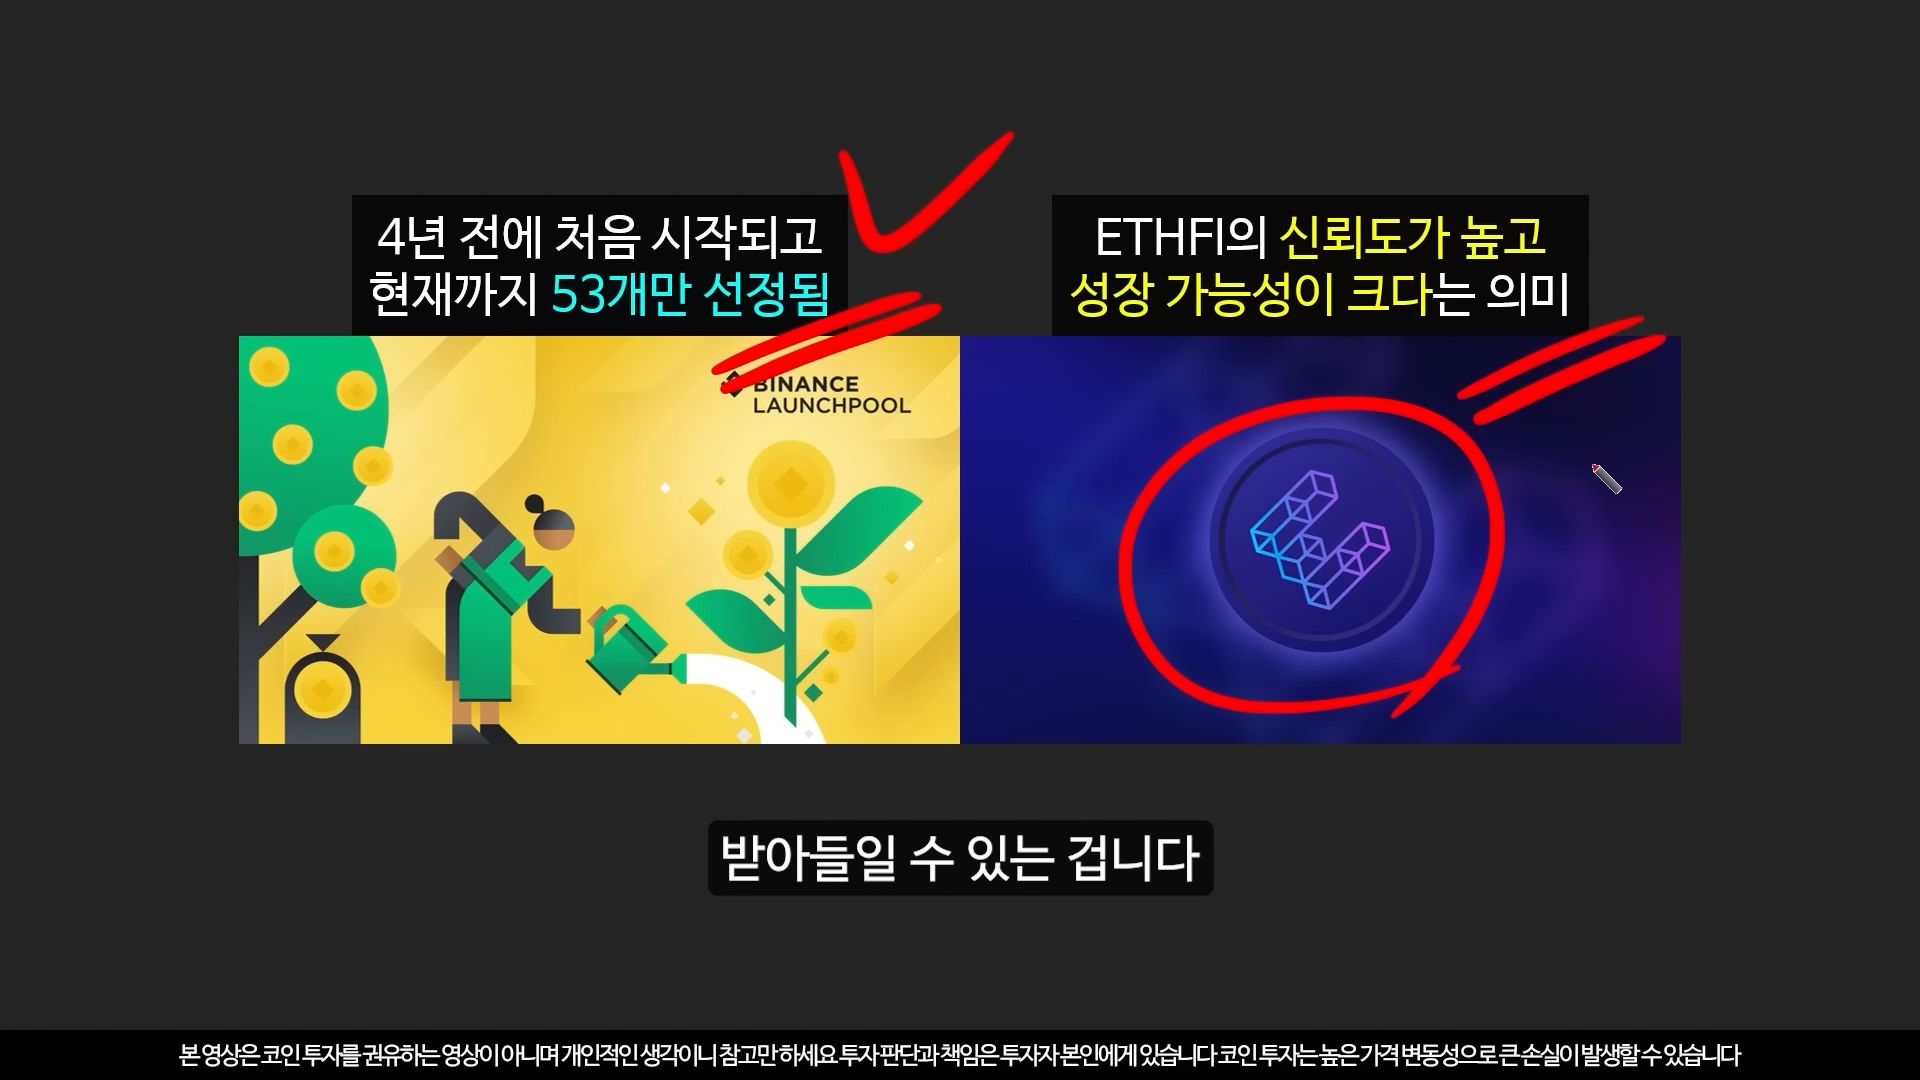 4년 전에 처음 시작되고
현재까지 53개만 선정됨
ETHFI의 신뢰도가 높고
성장 가능성이 크다는 의미
BINANCE
LAUNCHPOOL
받아들일 수 있는 겁니다
본 영상은 코인 투자를 권유하는 영상이 아니며 개인적인 생각이니 참고만 하세요 투자 판단과 책임은 투자자 본인에게 있습니다 코인 투자는 높은 가격 변동성으로 큰 손실이 발생할 수 있습니다